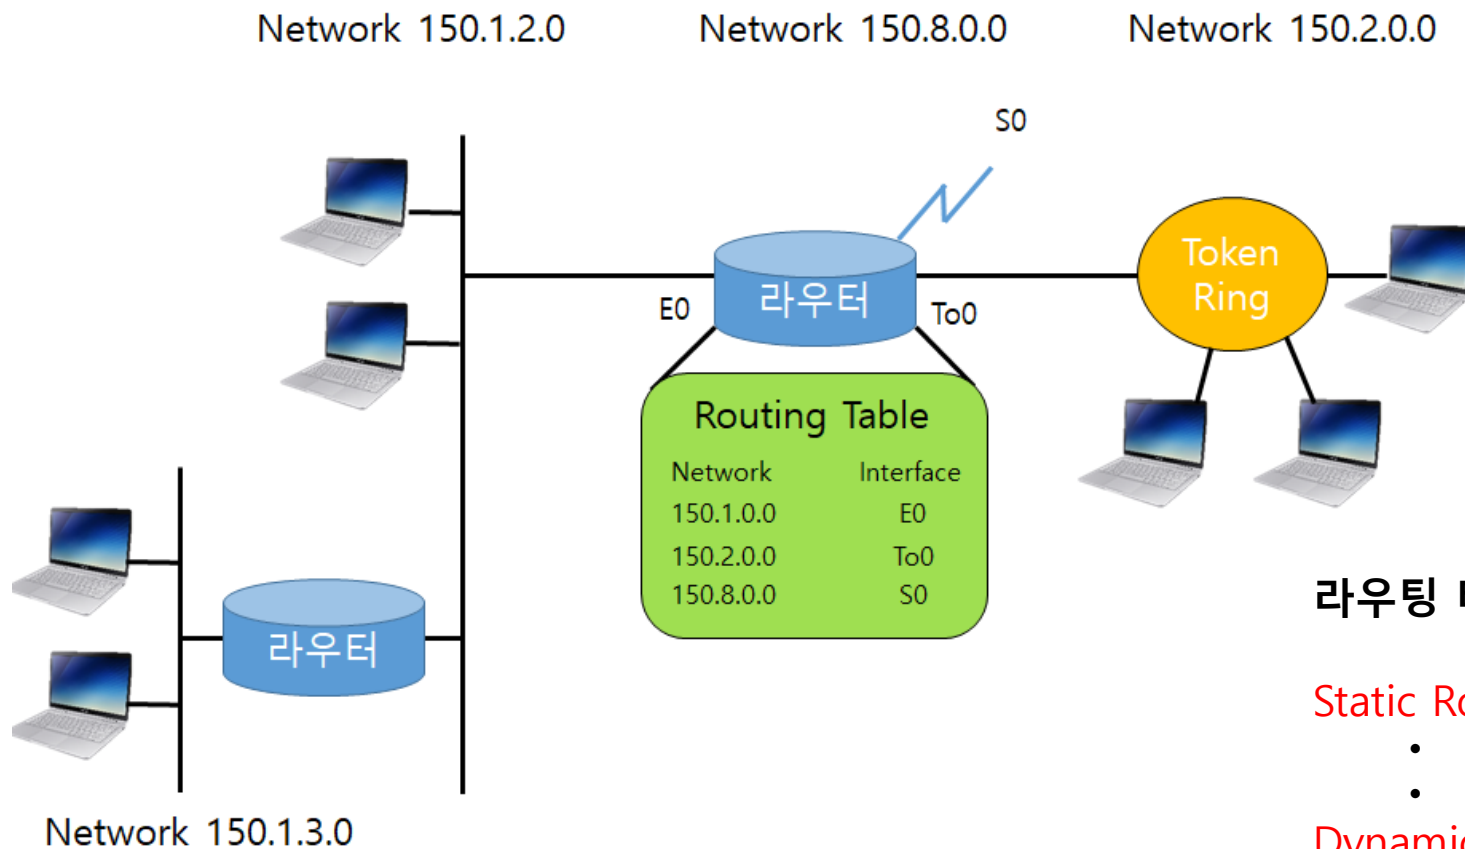 Network 150.1.2.0
Network 150.8.0.0
Network 150.2.0.0
S0
Token
Ring
라우터
E0
To0
Routing Table
Network Interface
150.1.0.0 E0
150.2.0.0 To0
150.8.0.0 S0
라우터
Network 150.1.3.0
라우팅
Static